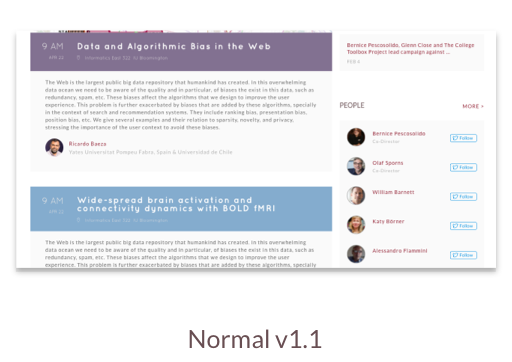 9 AM
Data and Algorithmic Bias in the Web
Informatics East 322, IU Bloomington
The Web is the largest public big data repository that humankind has created. In this overwhelming
data ocean we need to be aware of the quality and in particular, of biases the exist in this data, such as
redundancy, spam, etc. These biases affect the algorithms that we design to improve the user
experience. This problem is further exacerbated by biases that are added by these algorithms, specially
in the context of search and recommendation systems. They include ranking bias, presentation bias,
position bias, etc. We give several examples and their relation to sparsity, novelty, and privacy,
stressing the importance of the user context to avoid these biases.
Ricardo Baeza
Yates Universitat Pompeu Fabra, Spain & Universidad de Chile
9 AM
Wide-spread brain activation and
connectivity dynamics with BOLD fMRI
The Web is the largest public big data repository that humankind has created. In this overwhelming
data ocean we need to be aware of the quality and in particular, of biases the exist in this data, such as
redundancy, spam, etc. These biases affect the algorithms that we design to improve the user
experience. This problem is further exacerbated by biases that are added by these algorithms, specially
Bernice Pescosolido, Glenn Close and The College
Toolbox Project lead campaign against ...
FEB 6
PEOPLE
MORE >
Bernice Pescosolido
Co-Director
Follow
Olaf Sporns
Co-Director
Follow
William Barnett
Follow
Katy Börner
Follow
Alessandro Flammini
Follow
Normal v1.1